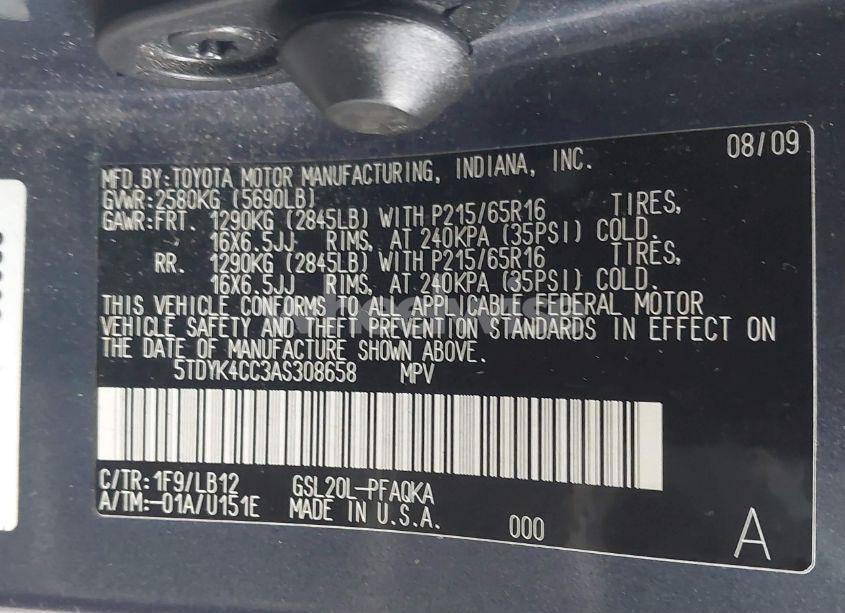 08/09
MFD.BY:TOYOTA MOTOR MANUFACTURING, INDIANA, INC.
GVWR:2580KG (5690LB)
GAWR:FRT. 1290KG (2845LB) WITH P215/65R16 TIRES,
16X6.5JJ RIMS, AT 240KPA (35PSI) COLD.
RR. 1290KG (2845LB) WITH P215/65R16 TIRES,
16X6.5JJ RIMS, AT 240KPA (35PSI) COLD.
THIS VEHICLE CONFORMS TO ALL APPLICABLE FEDERAL MOTOR
VEHICLE SAFETY AND THEFT PREVENTION STANDARDS IN EFFECT ON
THE DATE OF MANUFACTURE SHOWN ABOVE.
5TDYK4CC3AS308658 MPV
C/TR:1F9/LB12 GSL20L-PFAQKA
A/TM:-01A/U151E MADE IN U.S.A.
000
A